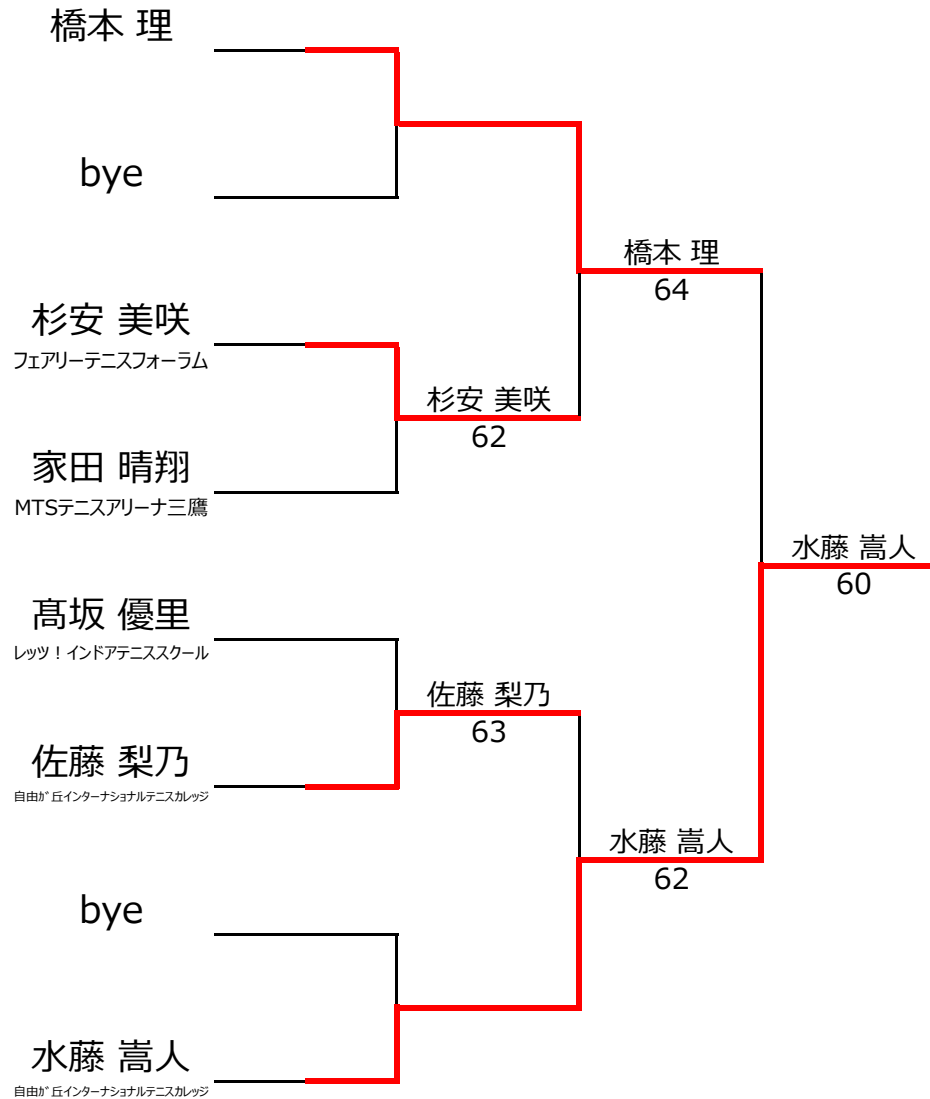 橋本 理
bye
橋本 理
64
杉安 美咲
フェアリーテニスフォーラム
杉安 美咲
62
家田 晴翔
MTSテニスアリーナ三鷹
水藤 嵩人
60
髙坂 優里
レッツ！インドアテニススクール
佐藤 梨乃
63
佐藤 梨乃
自由が丘インターナショナルテニスカレッジ
水藤 嵩人
62
bye
水藤 嵩人
自由が丘インターナショナルテニスカレッジ